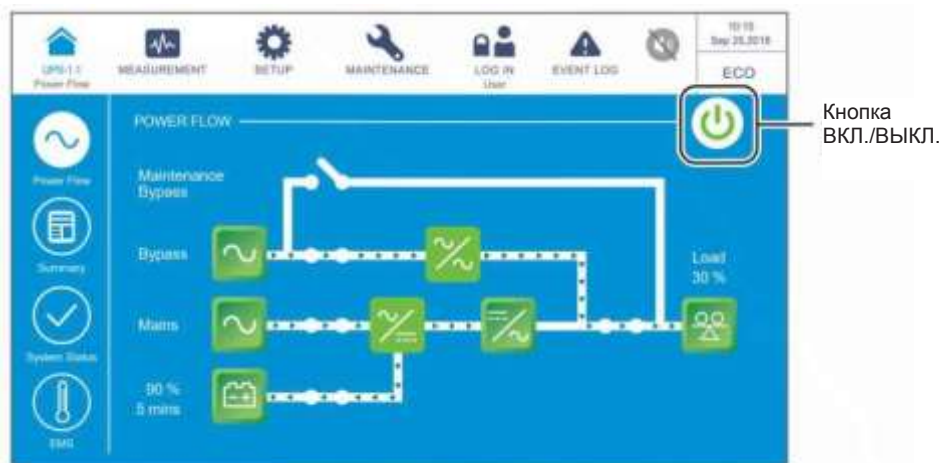 10:15
Sep 20,2018
UPS-1-1
MEASUREMENT
SETUP
MAINTENANCE
LOG IN
EVENT LOG
Power Flow
User
ECO
POWER FLOW
Кнопка
ВКЛ./ВЫКЛ.
Power Flow
Maintenance
Bypass
Summary
Bypass
Load
30 %
Mains
System Status
90 %
5 mins
EMS